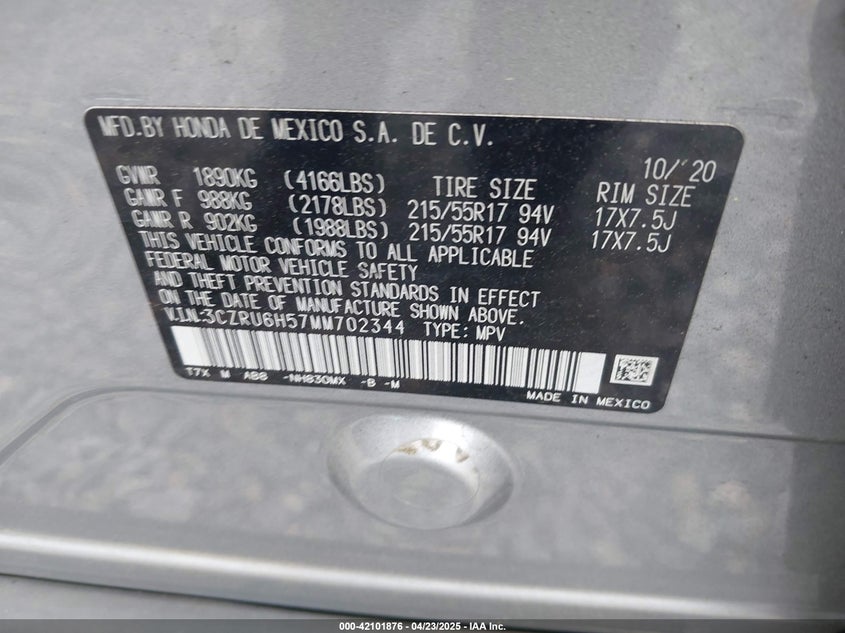 MFD.BY HONDA DE MEXICO S.A. DE C.V.
10/'20
GVWR 1890KG (4166LBS) TIRE SIZE RIM SIZE
GAWR F 988KG (2178LBS) 215/55R17 94V 17X7.5J
GAWR R 902KG (1988LBS) 215/55R17 94V 17X7.5J
THIS VEHICLE CONFORMS TO ALL APPLICABLE
FEDERAL MOTOR VEHICLE SAFETY
AND THEFT PREVENTION STANDARDS IN EFFECT
ON THE DATE OF MANUFACTURE SHOWN ABOVE.
V.I.N:3CZRU6H57MM702344 TYPE: MPV
T7X M AB8 -NH830MX -B -M
MADE IN MEXICO
000-42101876 | 04/23/2025 - IAA Inc.